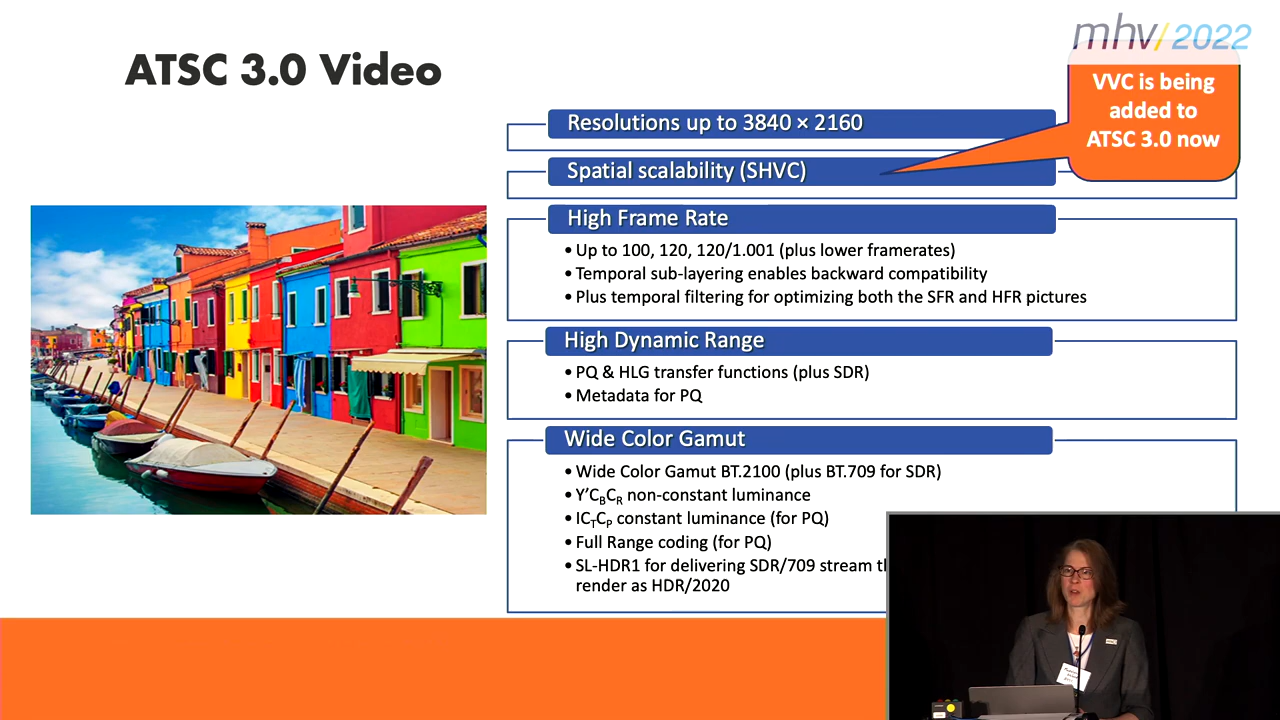 mhv/2022
ATSC 3.0 Video
VVC is being
added to
ATSC 3.0 now
Resolutions up to 3840 × 2160
Spatial scalability (SHVC)
High Frame Rate
• Up to 100, 120, 120/1.001 (plus lower framerates)
• Temporal sub-layering enables backward compatibility
• Plus temporal filtering for optimizing both the SFR and HFR pictures
High Dynamic Range
• PQ & HLG transfer functions (plus SDR)
• Metadata for PQ
Wide Color Gamut
• Wide Color Gamut BT.2100 (plus BT.709 for SDR)
• Y’CBCR non-constant luminance
• ICTCP constant luminance (for PQ)
• Full Range coding (for PQ)
• SL-HDR1 for delivering SDR/709 stream
render as HDR/2020